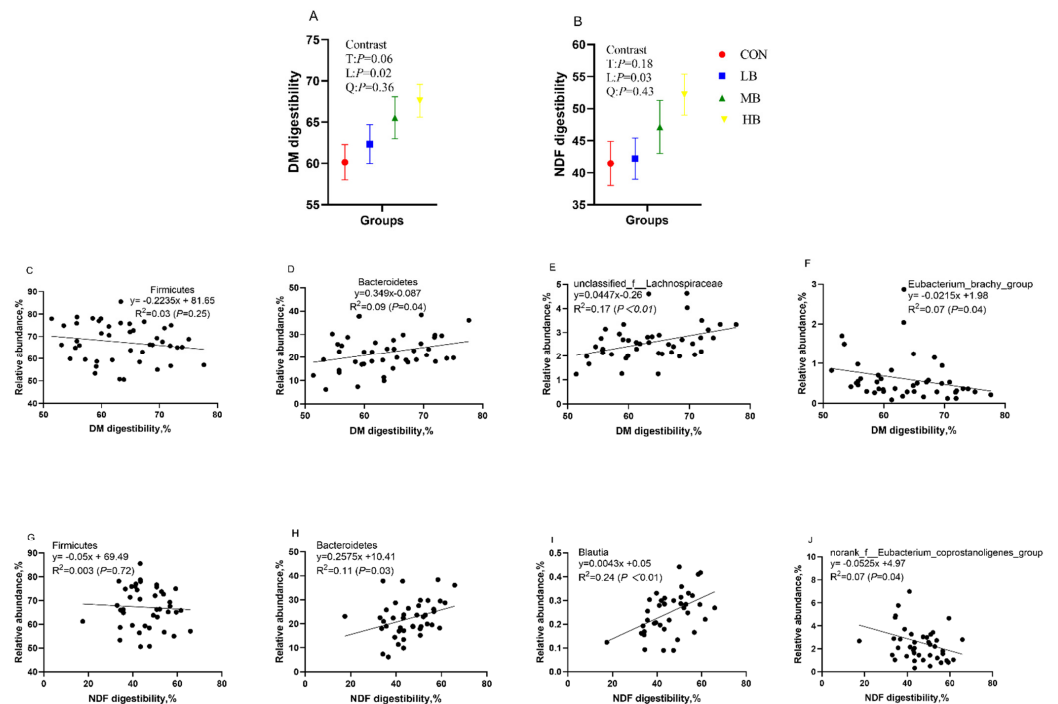 A
Contrast
T:P=0.06
L:P=0.02
Q:P=0.36
75
70
65
60
55
DM digestibility
Groups
B
Contrast
T:P=0.18
L:P=0.03
Q:P=0.43
60
55
50
45
40
35
NDF digestibility
Groups
CON
LB
MB
HB
C
Firmicutes
y= -0.2235x + 81.65
R²=0.03 (P=0.25)
100
90
80
70
60
50
40
Relative abundance,%
50 60 70 80
DM digestibility,%
D
Bacteroidetes
y=0.349x-0.087
R²=0.09 (P=0.04)
50
40
30
20
10
0
Relative abundance,%
50 60 70 80
DM digestibility,%
E
unclassified_f__Lachnospiraceae
y=0.0447x-0.26
R²=0.17 (P<0.01)
5
4
3
2
1
0
Relative abundance,%
50 60 70 80
DM digestibility,%
F
Eubacterium_brachy_group
y= -0.0215x +1.98
R²=0.07 (P=0.04)
3
2
1
0
Relative abundance,%
50 60 70 80
DM digestibility,%
G
Firmicutes
y= -0.05x + 69.49
R²=0.003 (P=0.72)
100
90
80
70
60
50
40
Relative abundance,%
0 20 40 60 80
NDF digestibility,%
H
Bacteroidetes
y=0.2575x +10.41
R²=0.11 (P=0.03)
50
40
30
20
10
0
Relative abundance,%
0 20 40 60 80
NDF digestibility,%
I
Blautia
y=0.0043x +0.05
R²=0.24 (P <0.01)
0.5
0.4
0.3
0.2
0.1
0.0
Relative abundance,%
0 20 40 60 80
NDF digestibility,%
J
norank_f__Eubacterium_coprostanoligenes_group
y= -0.0525x +4.97
R²=0.07 (P=0.04)
10
8
6
4
2
0
Relative abundance,%
0 20 40 60 80
NDF digestibility,%